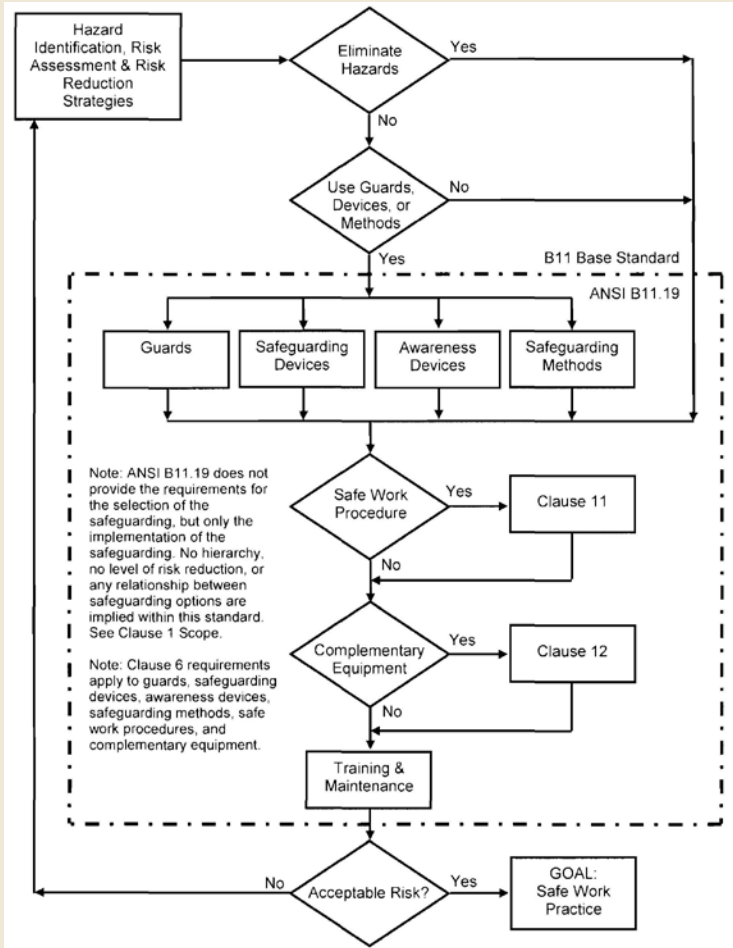 Hazard
Identification, Risk
Assessment & Risk
Reduction
Strategies
Eliminate
Hazards
Yes
No
Use Guards,
Devices, or
Methods
No
Yes
B11 Base Standard
ANSI B11.19
Guards
Safeguarding
Devices
Awareness
Devices
Safeguarding
Methods
Note: ANSI B11.19 does not
provide the requirements for
the selection of the
safeguarding, but only the
implementation of the
safeguarding. No hierarchy,
no level of risk reduction, or
any relationship between
safeguarding options are
implied within this standard.
See Clause 1 Scope.
Note: Clause 6 requirements
apply to guards, safeguarding
devices, awareness devices,
safeguarding methods, safe
work procedures, and
complementary equipment.
Safe Work
Procedure
Yes
Clause 11
No
Complementary
Equipment
Yes
Clause 12
No
Training &
Maintenance
No
Acceptable Risk?
Yes
GOAL:
Safe Work
Practice